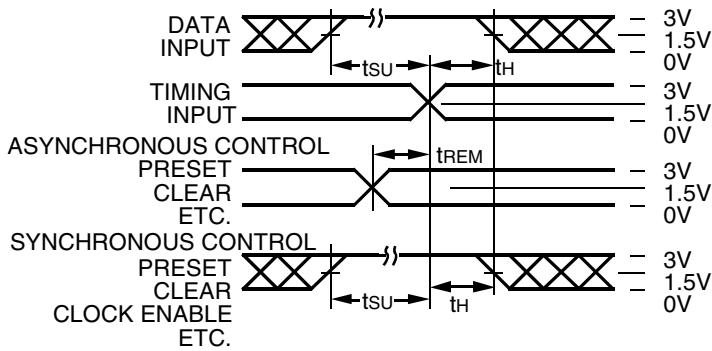 DATA
INPUT
tSU
tH
3V
1.5V
0V
TIMING
INPUT
3V
1.5V
0V
ASYNCHRONOUS CONTROL
PRESET
CLEAR
ETC.
tREM
3V
1.5V
0V
SYNCHRONOUS CONTROL
PRESET
CLEAR
CLOCK ENABLE
ETC.
tSU
tH
3V
1.5V
0V